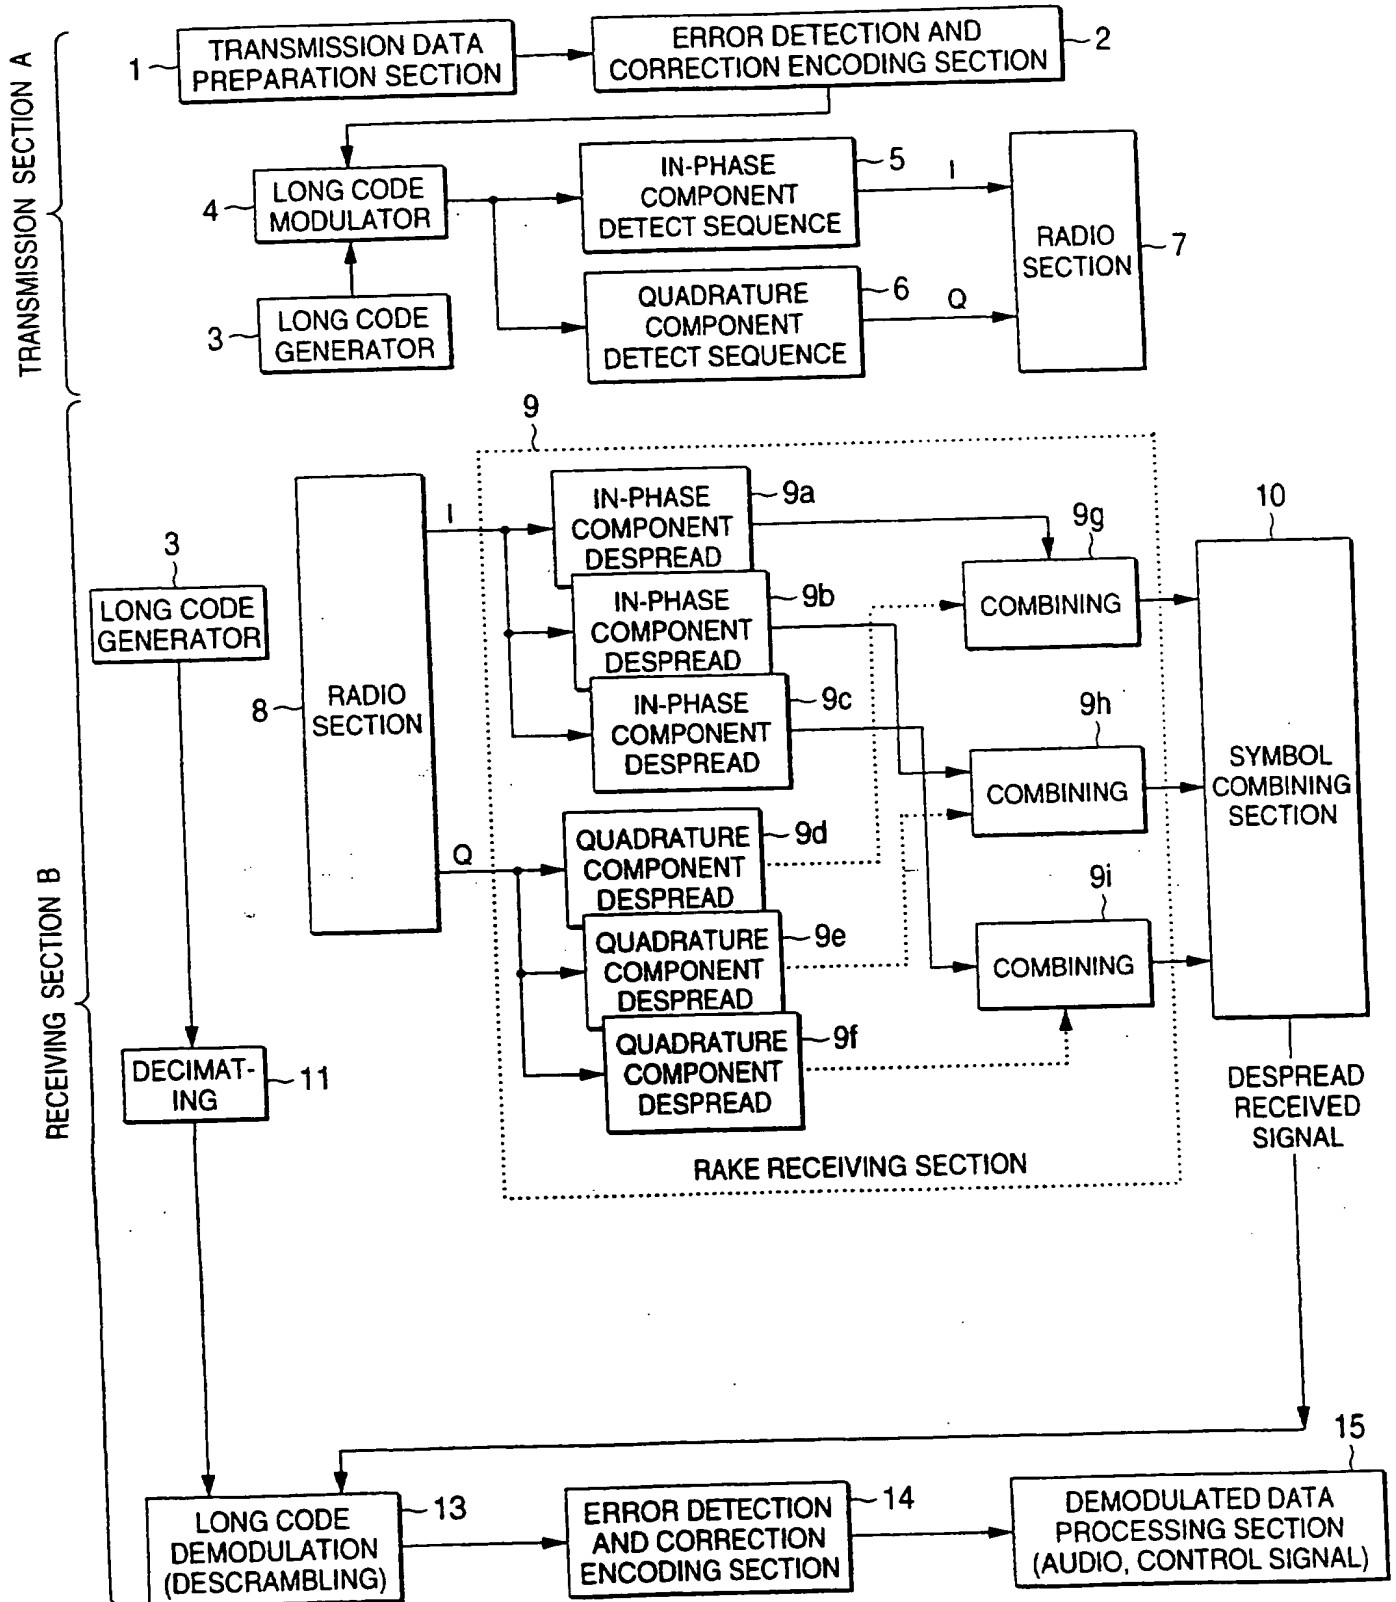 TRANSMISSION SECTION A
1
TRANSMISSION DATA
PREPARATION SECTION
ERROR DETECTION AND
CORRECTION ENCODING SECTION
2
4
LONG CODE
MODULATOR
IN-PHASE
COMPONENT
DETECT SEQUENCE
5
I
RADIO
SECTION
7
3
LONG CODE
GENERATOR
QUADRATURE
COMPONENT
DETECT SEQUENCE
6
Q
RECEIVING SECTION B
9
3
LONG CODE
GENERATOR
8
RADIO
SECTION
I
IN-PHASE
COMPONENT
DESPREAD
9a
IN-PHASE
COMPONENT
DESPREAD
9b
IN-PHASE
COMPONENT
DESPREAD
9c
9g
COMBINING
10
9h
COMBINING
SYMBOL
COMBINING
SECTION
Q
QUADRATURE
COMPONENT
DESPREAD
9d
QUADRATURE
COMPONENT
DESPREAD
9e
QUADRATURE
COMPONENT
DESPREAD
9f
9i
COMBINING
DECIMAT-
ING
11
RAKE RECEIVING SECTION
DESPREAD
RECEIVED
SIGNAL
LONG CODE
DEMODULATION
(DESCRAMBLING)
13
ERROR DETECTION
AND CORRECTION
ENCODING SECTION
14
15
DEMODULATED DATA
PROCESSING SECTION
(AUDIO, CONTROL SIGNAL)